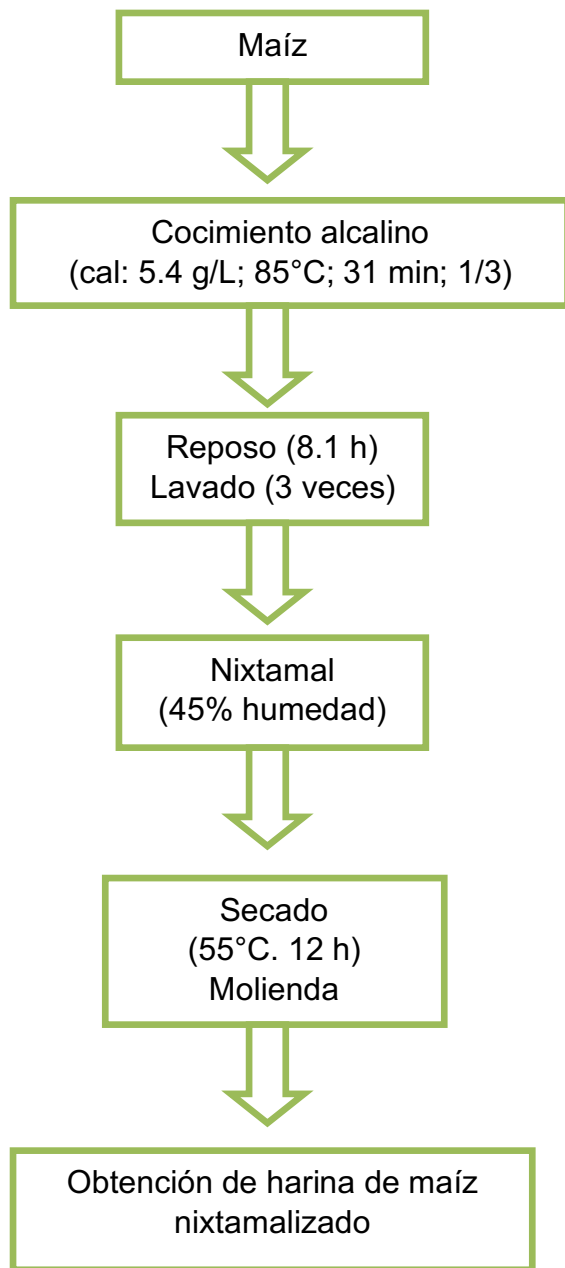 Maíz
Cocimiento alcalino
(cal: 5.4 g/L; 85°C; 31 min; 1/3)
Reposo (8.1 h)
Lavado (3 veces)
Nixtamal
(45% humedad)
Secado
(55°C. 12 h)
Molienda
Obtención de harina de maíz
nixtamalizado